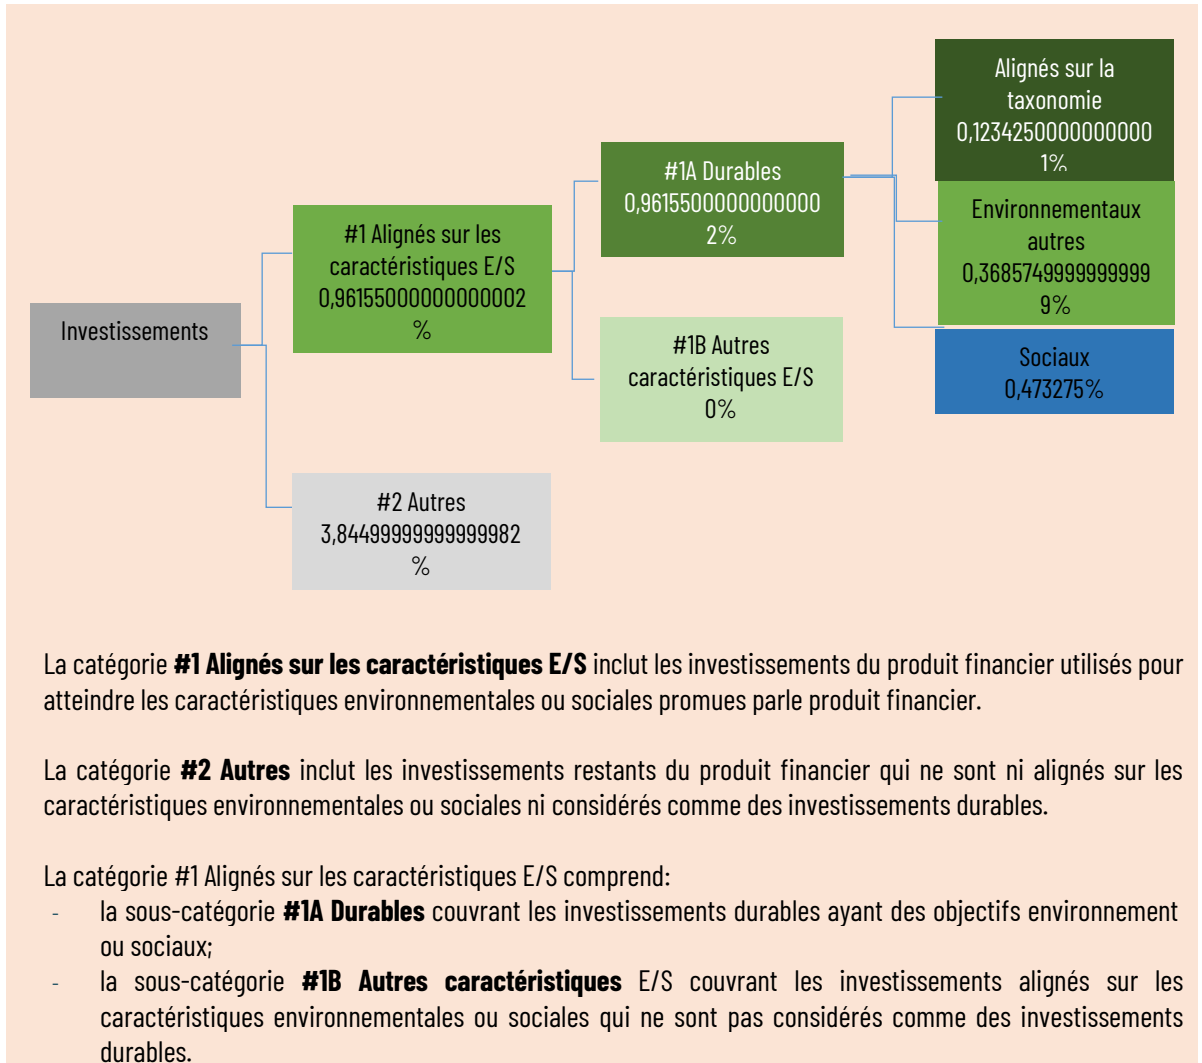 Investissements
#1 Alignés sur les
caractéristiques E/S
0,961550000000000002
%
#2 Autres
3,84499999999999982
%
#1A Durables
0,9615500000000000
2%
#1B Autres
caractéristiques E/S
0%
Alignés sur la
taxonomie
0,1234250000000000
1%
Environnementaux
autres
0,3685749999999999
9%
Sociaux
0,473275%
La catégorie #1 Alignés sur les caractéristiques E/S inclut les investissements du produit financier utilisés pour
atteindre les caractéristiques environnementales ou sociales promues parle produit financier.
La catégorie #2 Autres inclut les investissements restants du produit financier qui ne sont ni alignés sur les
caractéristiques environnementales ou sociales ni considérés comme des investissements durables.
La catégorie #1 Alignés sur les caractéristiques E/S comprend:
- la sous-catégorie #1A Durables couvrant les investissements durables ayant des objectifs environnement
ou sociaux;
- la sous-catégorie #1B Autres caractéristiques E/S couvrant les investissements alignés sur les
caractéristiques environnementales ou sociales qui ne sont pas considérés comme des investissements
durables.